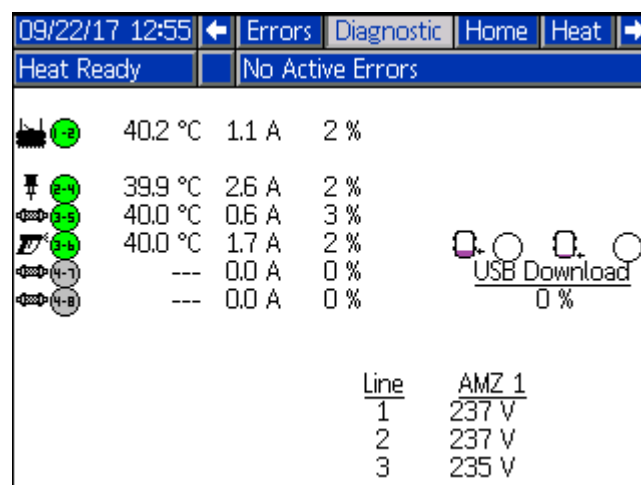 09/22/17 12:55 Errors Diagnostic Home Heat
Heat Ready No Active Errors
1-2 40.2 °C 1.1 A 2 %
2-4 39.9 °C 2.6 A 2 %
3-5 40.0 °C 0.6 A 3 %
3-6 40.0 °C 1.7 A 2 %
4-7 --- 0.0 A 0 %
4-8 --- 0.0 A 0 %
USB Download
0 %
Line AMZ 1
1 237 V
2 237 V
3 235 V